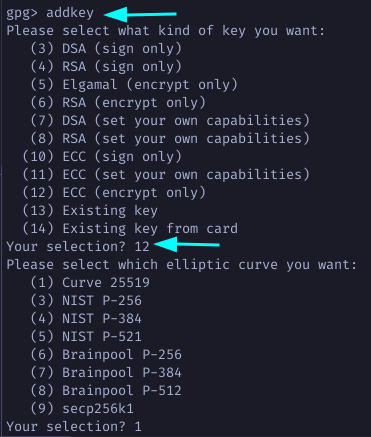 gpg> addkey
Please select what kind of key you want:
(3) DSA (sign only)
(4) RSA (sign only)
(5) Elgamal (encrypt only)
(6) RSA (encrypt only)
(7) DSA (set your own capabilities)
(8) RSA (set your own capabilities)
(10) ECC (sign only)
(11) ECC (set your own capabilities)
(12) ECC (encrypt only)
(13) Existing key
(14) Existing key from card
Your selection? 12
Please select which elliptic curve you want:
(1) Curve 25519
(3) NIST P-256
(4) NIST P-384
(5) NIST P-521
(6) Brainpool P-256
(7) Brainpool P-384
(8) Brainpool P-512
(9) secp256k1
Your selection? 1